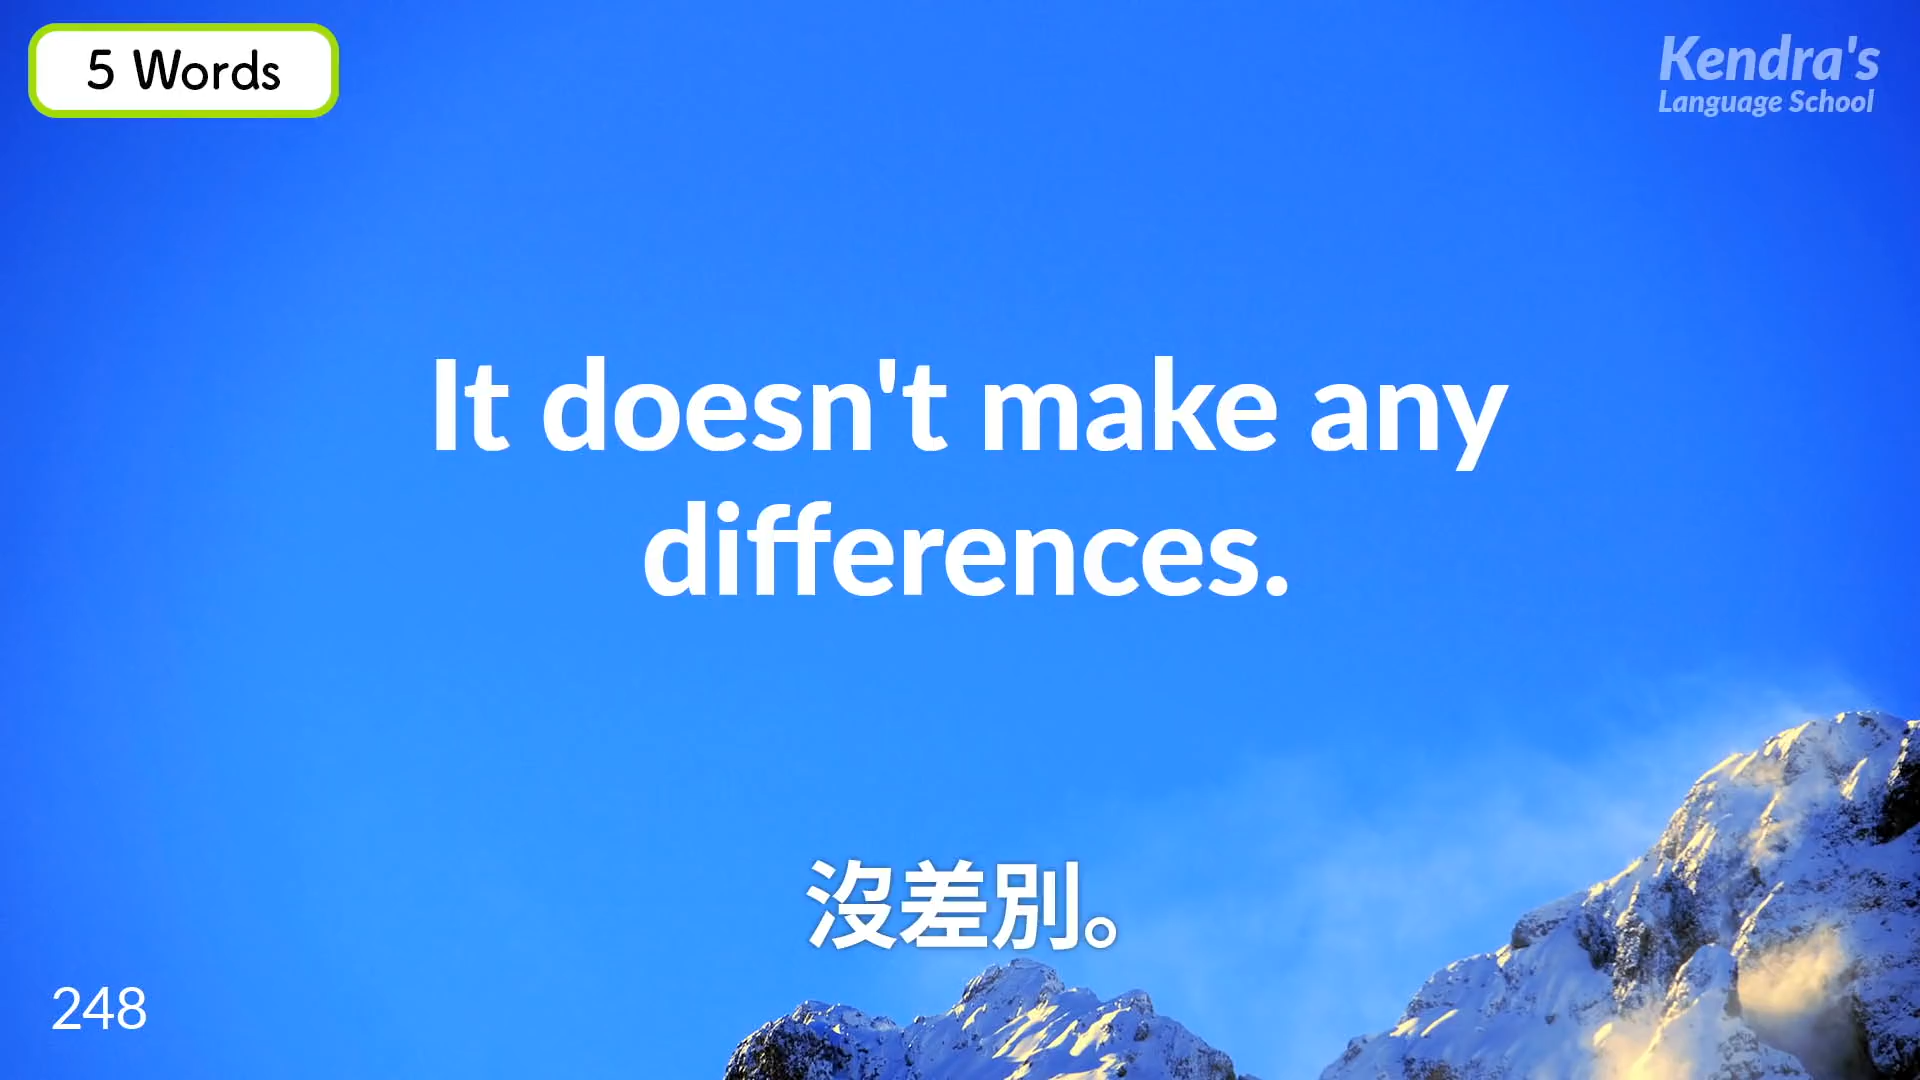 5 Words
Kendra's
Language School
It doesn't make any
differences.
沒差別。
248